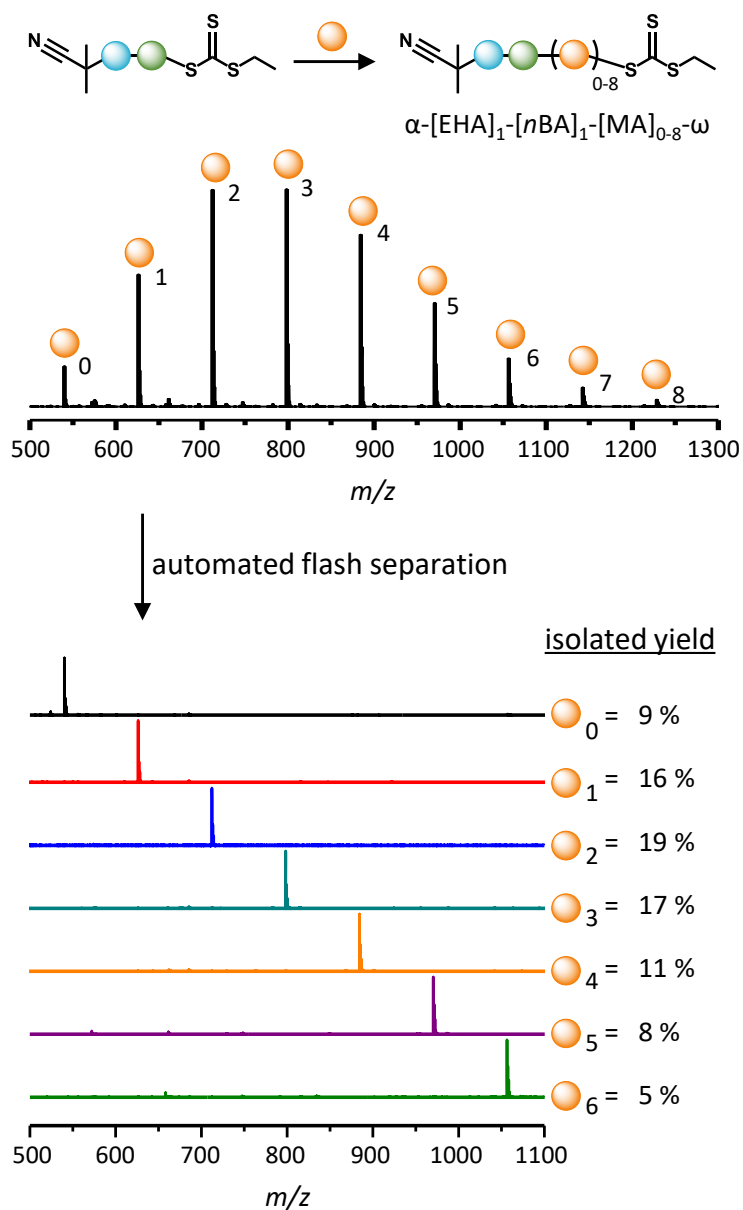 N S S S
N S S S
0-8
α-[EHA]₁-[nBA]₁-[MA]₀₋₈-ω
0 1 2 3 4 5 6 7 8
500 600 700 800 900 1000 1100 1200 1300
m/z
automated flash separation
isolated yield
0 = 9 %
1 = 16 %
2 = 19 %
3 = 17 %
4 = 11 %
5 = 8 %
6 = 5 %
500 600 700 800 900 1000 1100
m/z